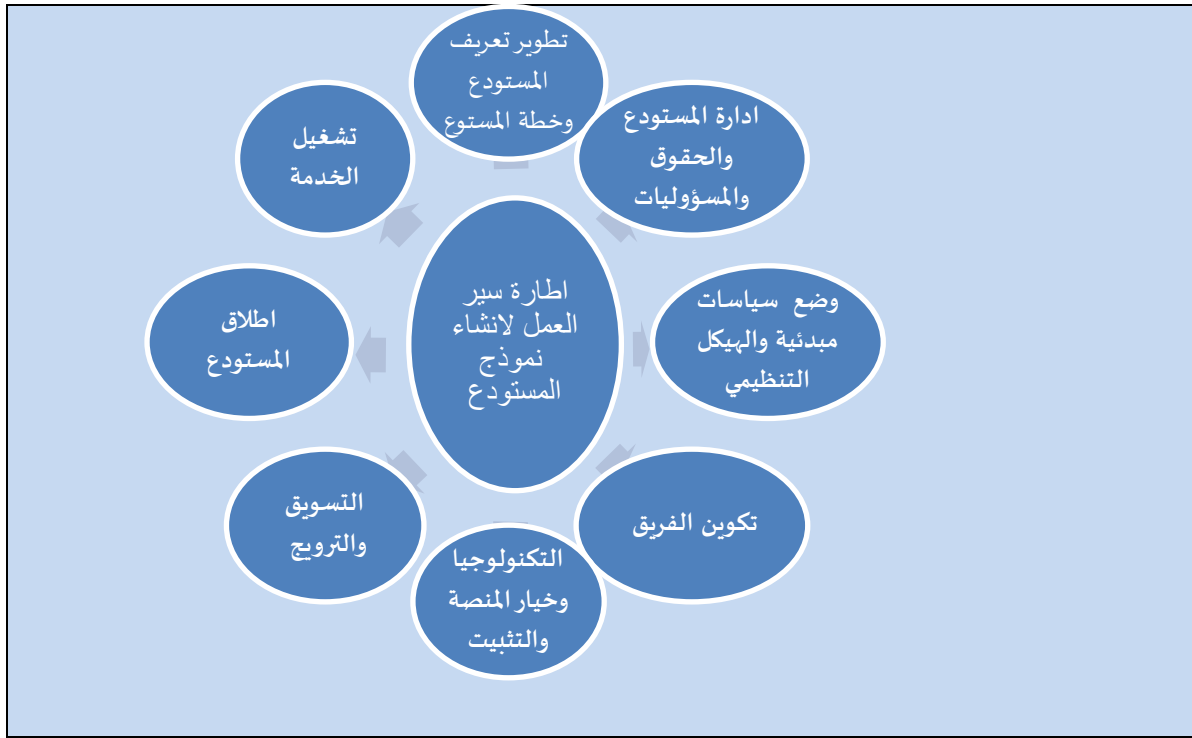 تطوير تعريف
المستودع
وخطة المستوع
ادارة المستودع
والحقوق
والمسؤوليات
وضع سياسات
مبدئية والهيكل
التنظيمي
تكوين الفريق
التكنولوجيا
وخيار المنصة
والتثبيت
التسويق
والترويج
اطلاق
المستودع
تشغيل
الخدمة
اطارة سير
العمل لانشاء
نموذج
المستودع